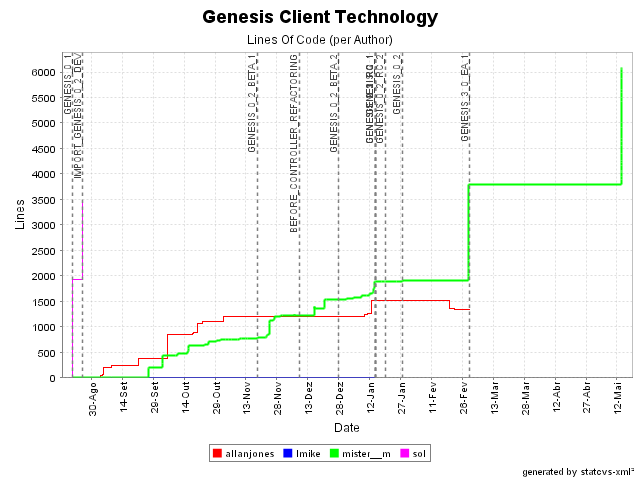 Genesis Client Technology
Lines Of Code (per Author)
Lines
6000
5500
5000
4500
4000
3500
3000
2500
2000
1500
1000
500
0
GENESIS_0_1
IMPORT_GENESIS_0_2_DEV
GENESIS_0_2_BETA_1
BEFORE_CONTROLLER_REFACTORING
GENESIS_0_2_BETA_2
GENESIS_0_2_RC_2
GENESIS_0_2
GENESIS_3_0_EA_1
30-Ago
14-Set
29-Set
14-Out
29-Out
13-Nov
28-Nov
13-Dez
28-Dez
12-Jan
27-Jan
11-Fev
26-Fev
13-Mar
28-Mar
12-Abr
27-Abr
12-Mai
Date
allanjones lmike mister__m sol
generated by statcvs-xml²